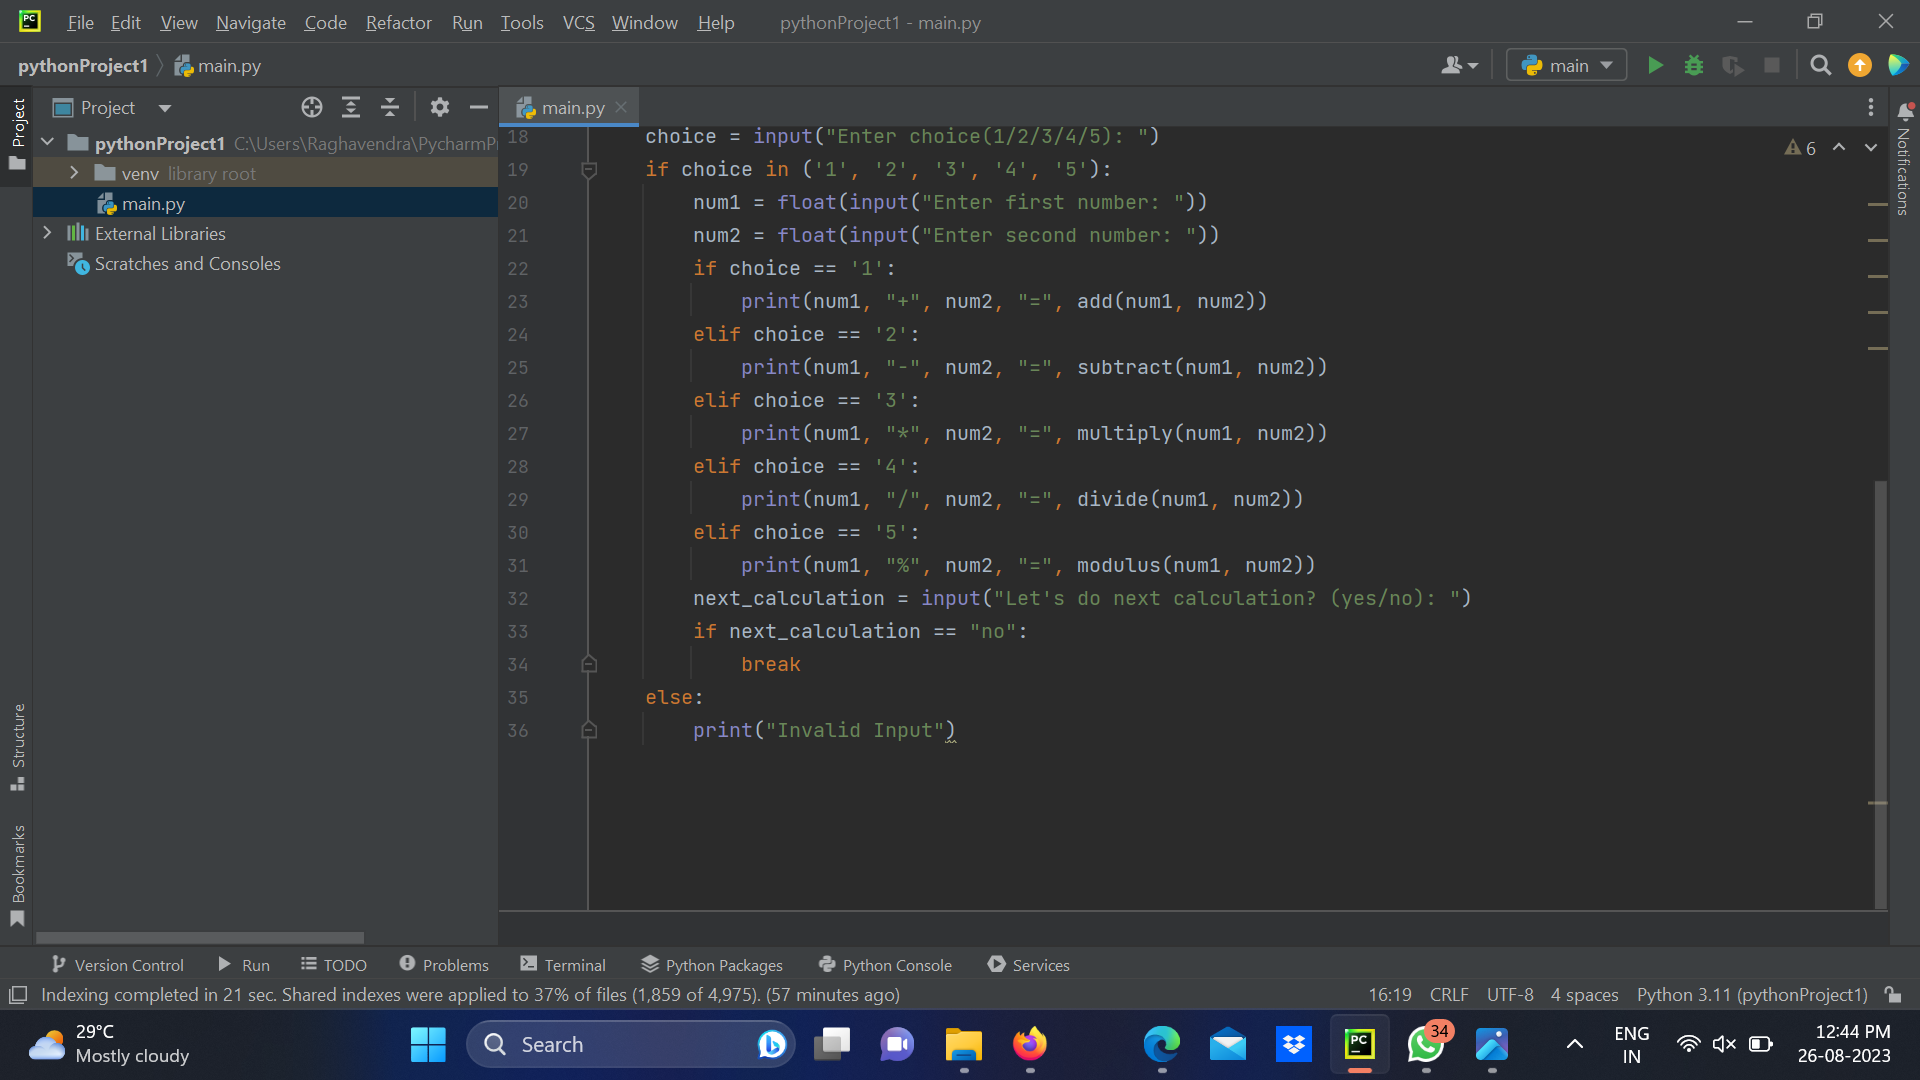 PC File Edit View Navigate Code Refactor Run Tools VCS Window Help pythonProject1 - main.py
pythonProject1 main.py main
Project main.py
pythonProject1 C:\Users\Raghavendra\PycharmP
venv library root
main.py
External Libraries
Scratches and Consoles
Project
Structure
Bookmarks
18 choice = input("Enter choice(1/2/3/4/5): ")
19 if choice in ('1', '2', '3', '4', '5'):
20 num1 = float(input("Enter first number: "))
21 num2 = float(input("Enter second number: "))
22 if choice == '1':
23 print(num1, "+", num2, "=", add(num1, num2))
24 elif choice == '2':
25 print(num1, "-", num2, "=", subtract(num1, num2))
26 elif choice == '3':
27 print(num1, "*", num2, "=", multiply(num1, num2))
28 elif choice == '4':
29 print(num1, "/", num2, "=", divide(num1, num2))
30 elif choice == '5':
31 print(num1, "%", num2, "=", modulus(num1, num2))
32 next_calculation = input("Let's do next calculation? (yes/no): ")
33 if next_calculation == "no":
34 break
35 else:
36 print("Invalid Input")
6
Notifications
Version Control Run TODO Problems Terminal Python Packages Python Console Services
Indexing completed in 21 sec. Shared indexes were applied to 37% of files (1,859 of 4,975). (57 minutes ago) 16:19 CRLF UTF-8 4 spaces Python 3.11 (pythonProject1)
29°C
Mostly cloudy
Search
PC
34
ENG
IN
12:44 PM
26-08-2023